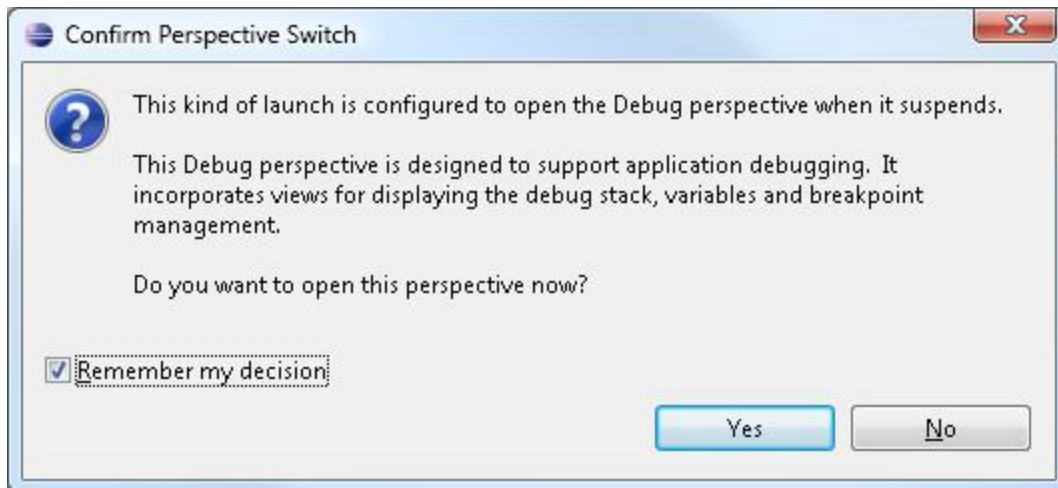 Confirm Perspective Switch
This kind of launch is configured to open the Debug perspective when it suspends.
This Debug perspective is designed to support application debugging. It
incorporates views for displaying the debug stack, variables and breakpoint
management.
Do you want to open this perspective now?
Remember my decision
Yes
No